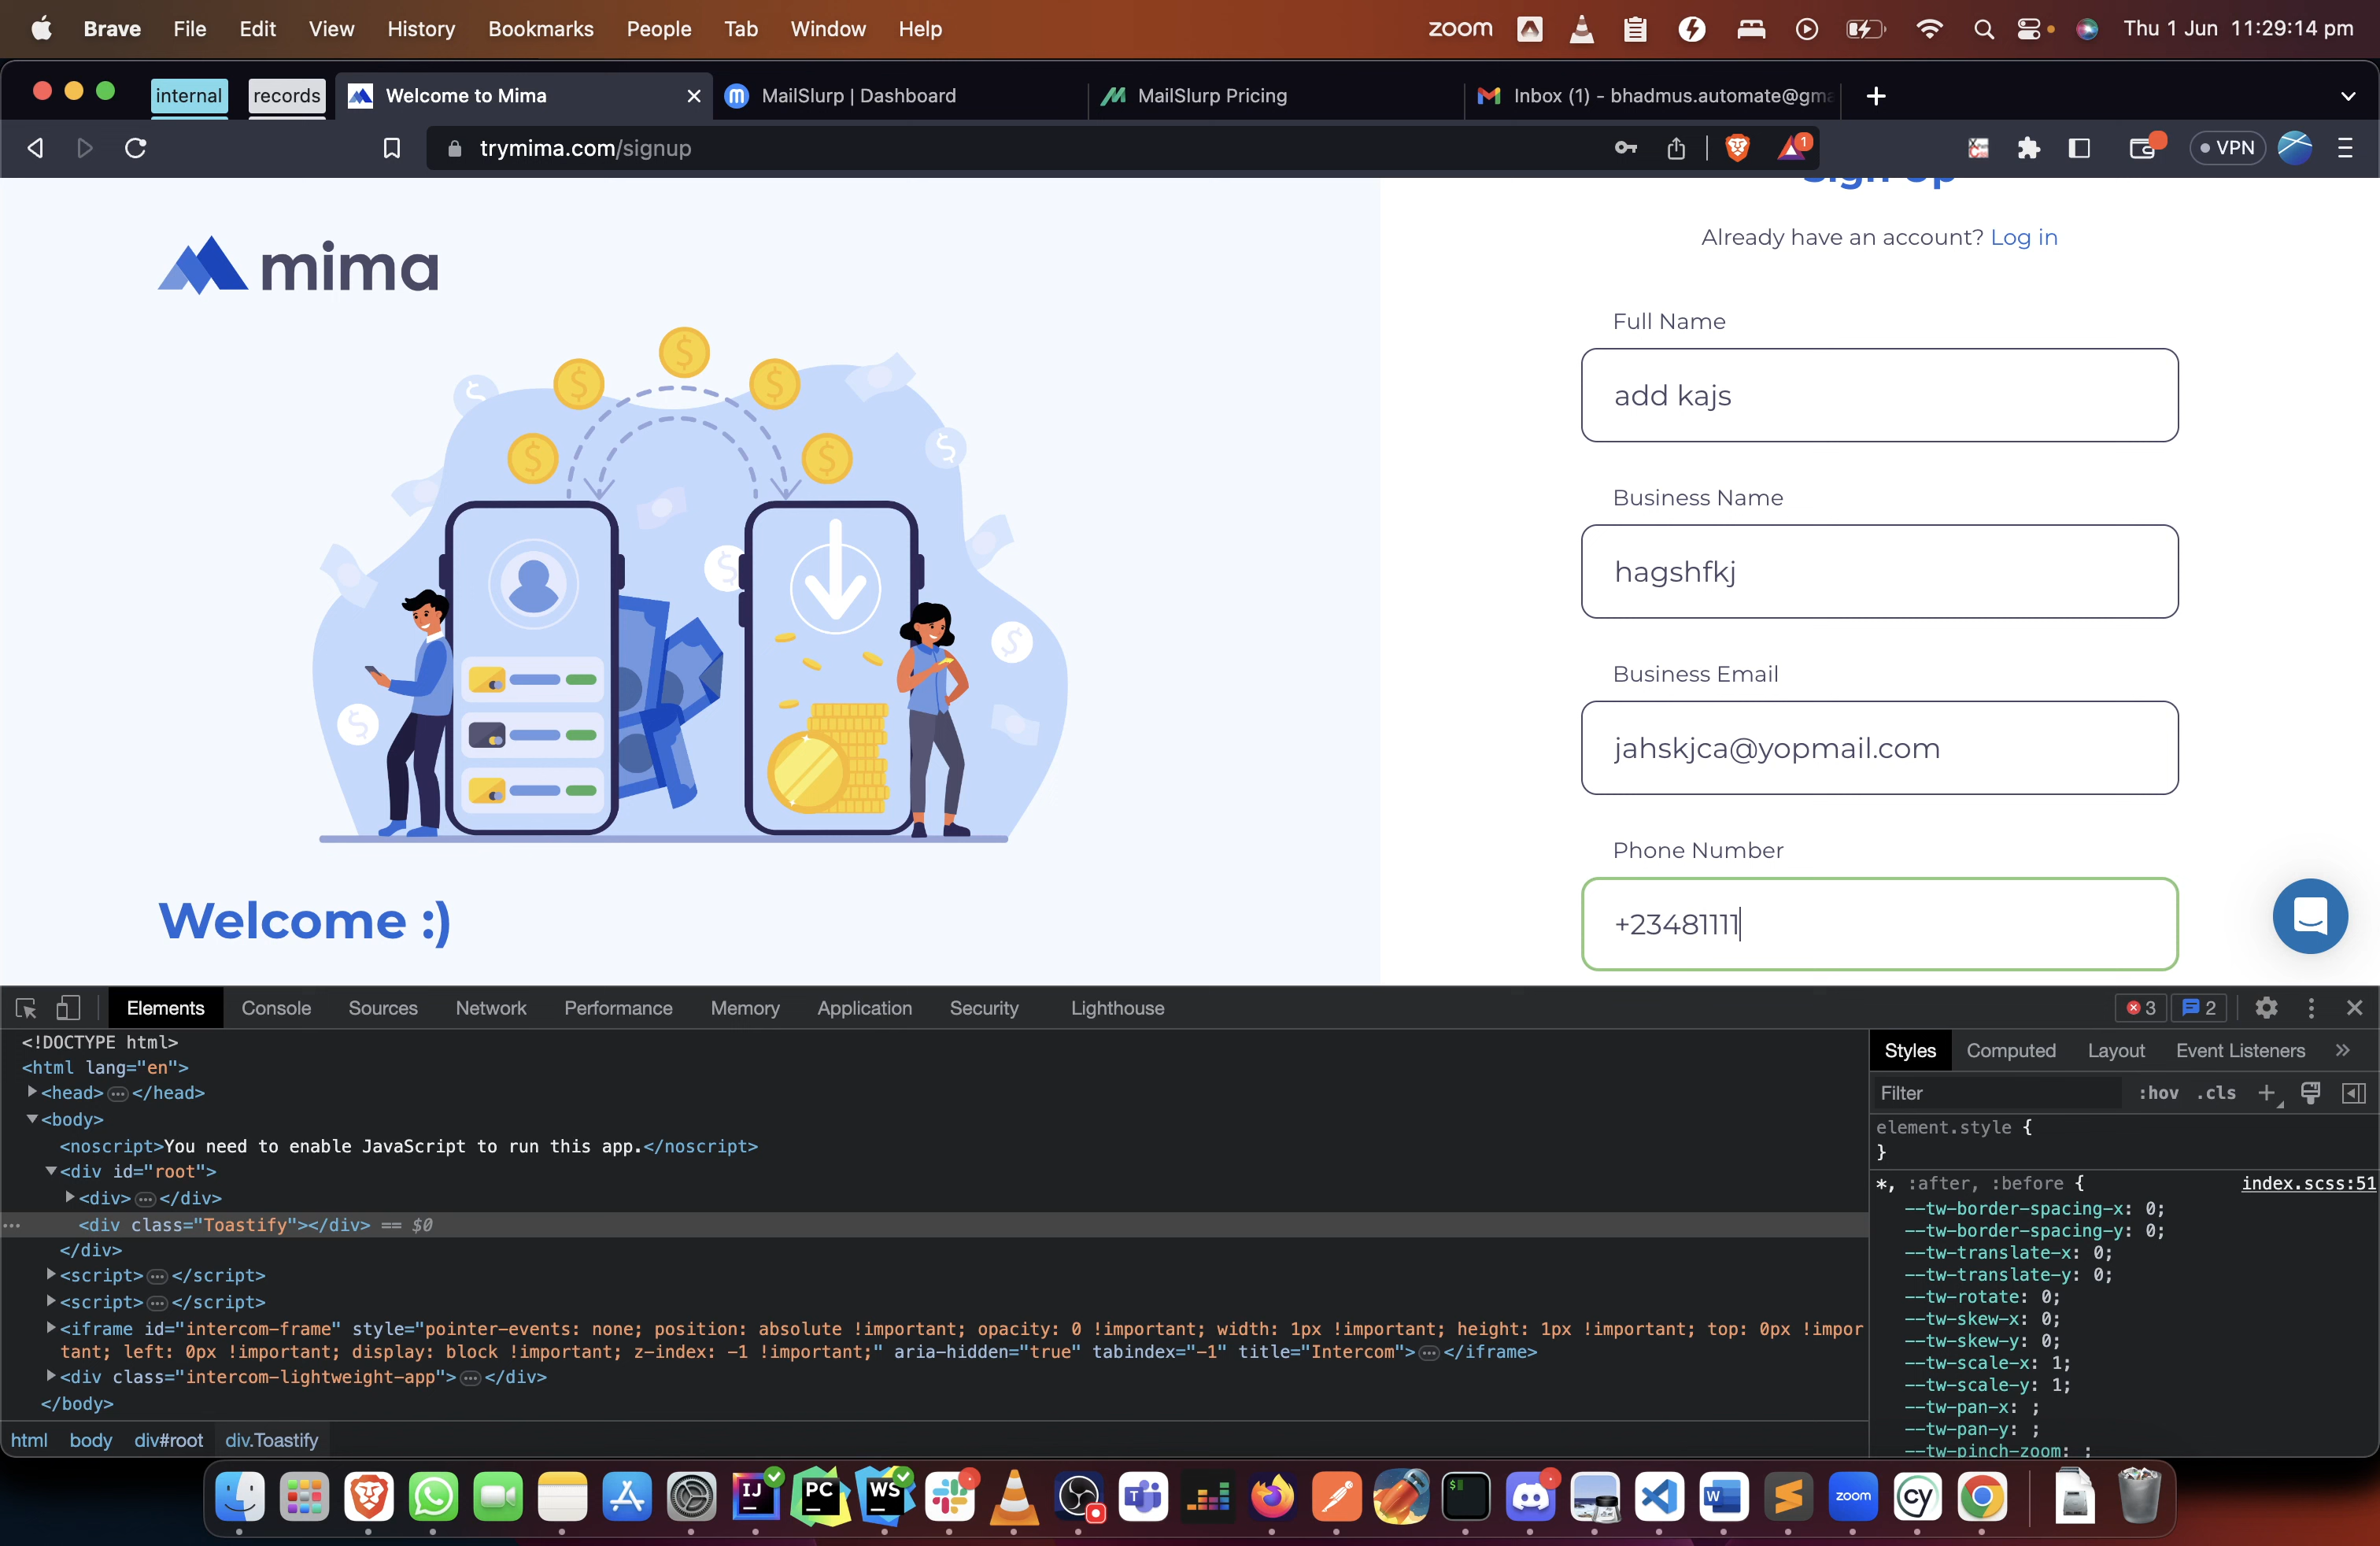 Brave File Edit View History Bookmarks People Tab Window Help
zoom Thu 1 Jun 11:29:14 pm
internal records Welcome to Mima MailSlurp | Dashboard MailSlurp Pricing Inbox (1) - bhadmus.automate@gma
trymima.com/signup 1 VPN
mima
Welcome :)
Sign Up
Already have an account? Log in
Full Name
add kajs
Business Name
hagshfkj
Business Email
jahskjca@yopmail.com
Phone Number
+23481111
Elements Console Sources Network Performance Memory Application Security Lighthouse 3 2
<!DOCTYPE html>
<html lang="en">
<head>…</head>
<body>
<noscript>You need to enable JavaScript to run this app.</noscript>
<div id="root">
<div>…</div>
<div class="Toastify"></div> == $0
</div>
<script>…</script>
<script>…</script>
<iframe id="intercom-frame" style="pointer-events: none; position: absolute !important; opacity: 0 !important; width: 1px !important; height: 1px !important; top: 0px !impor
tant; left: 0px !important; display: block !important; z-index: -1 !important;" aria-hidden="true" tabindex="-1" title="Intercom">…</iframe>
<div class="intercom-lightweight-app">…</div>
</body>
html body div#root div.Toastify
Styles Computed Layout Event Listeners
Filter :hov .cls
element.style {
}
*, :after, :before { index.scss:51
--tw-border-spacing-x: 0;
--tw-border-spacing-y: 0;
--tw-translate-x: 0;
--tw-translate-y: 0;
--tw-rotate: 0;
--tw-skew-x: 0;
--tw-skew-y: 0;
--tw-scale-x: 1;
--tw-scale-y: 1;
--tw-pan-x: ;
--tw-pan-y: ;
--tw-pinch-zoom: ;
IJ PC WS zoom cy